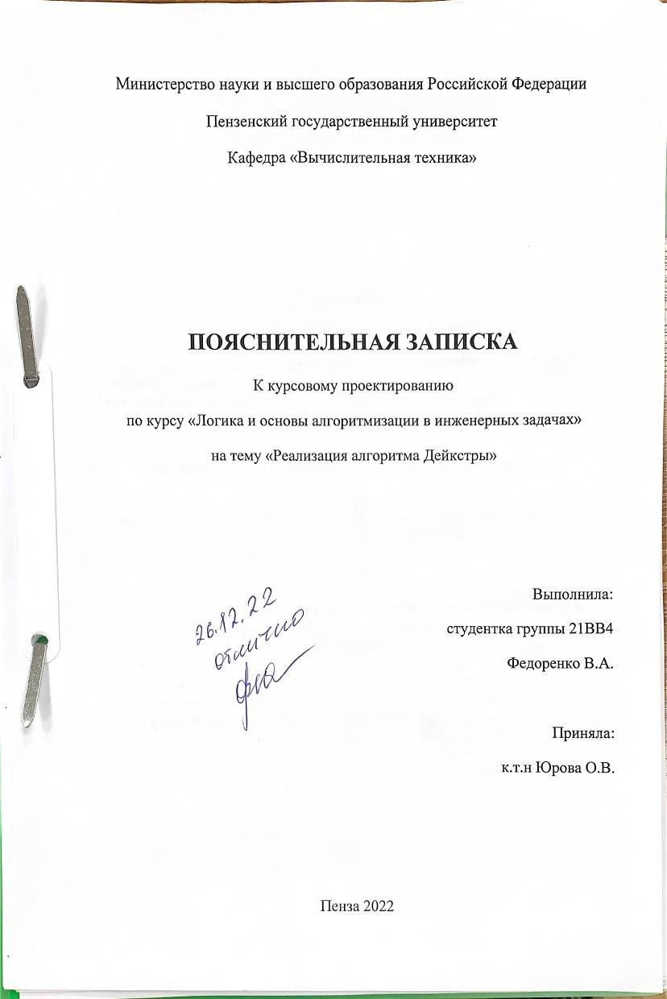 Министерство науки и высшего образования Российской Федерации
Пензенский государственный университет
Кафедра «Вычислительная техника»
ПОЯСНИТЕЛЬНАЯ ЗАПИСКА
К курсовому проектированию
по курсу «Логика и основы алгоритмизации в инженерных задачах»
на тему «Реализация алгоритма Дейкстры»
26.12.22
отлично
Выполнила:
студентка группы 21ВВ4
Федоренко В.А.
Приняла:
к.т.н Юрова О.В.
Пенза 2022